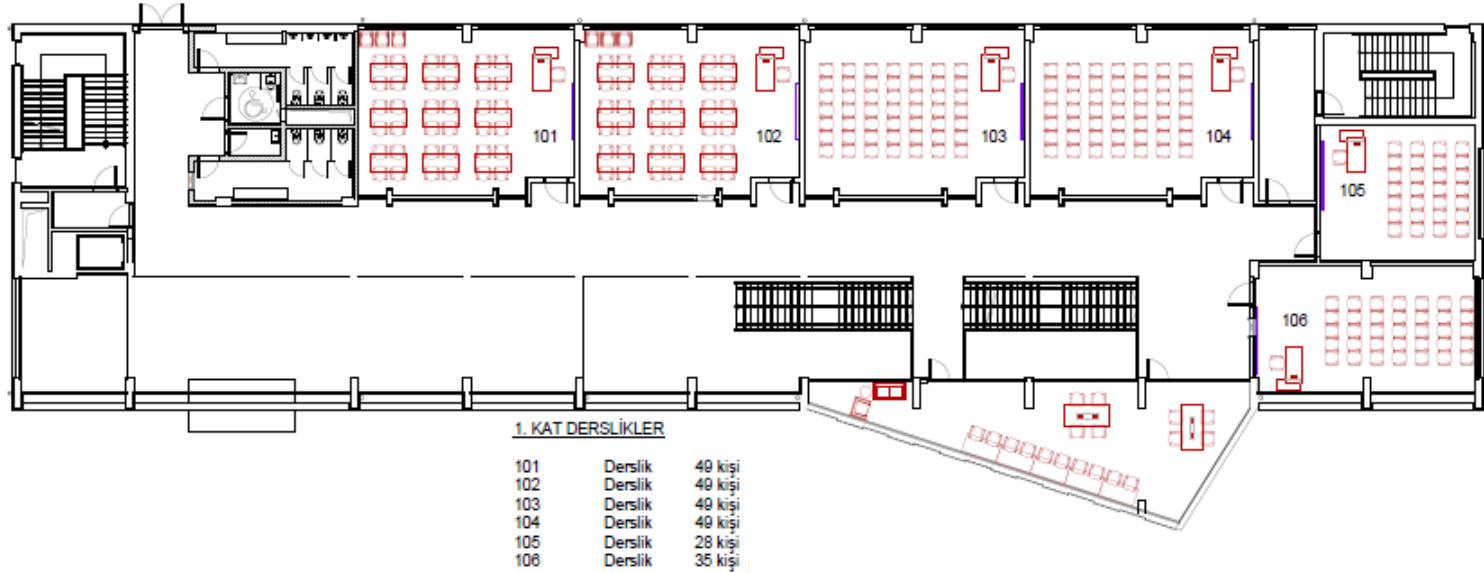 101
102
103
104
105
106
1. KAT DERSLİKLER
101 Derslik 49 kişi
102 Derslik 49 kişi
103 Derslik 49 kişi
104 Derslik 49 kişi
105 Derslik 28 kişi
106 Derslik 35 kişi